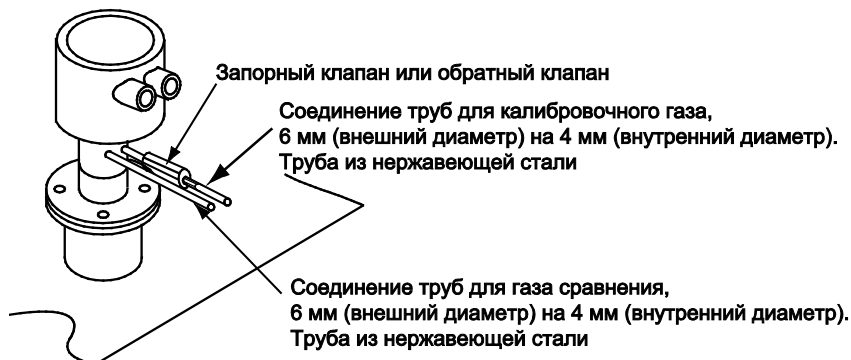 Запорный клапан или обратный клапан
Соединение труб для калибровочного газа,
6 мм (внешний диаметр) на 4 мм (внутренний диаметр).
Труба из нержавеющей стали
Соединение труб для газа сравнения,
6 мм (внешний диаметр) на 4 мм (внутренний диаметр).
Труба из нержавеющей стали